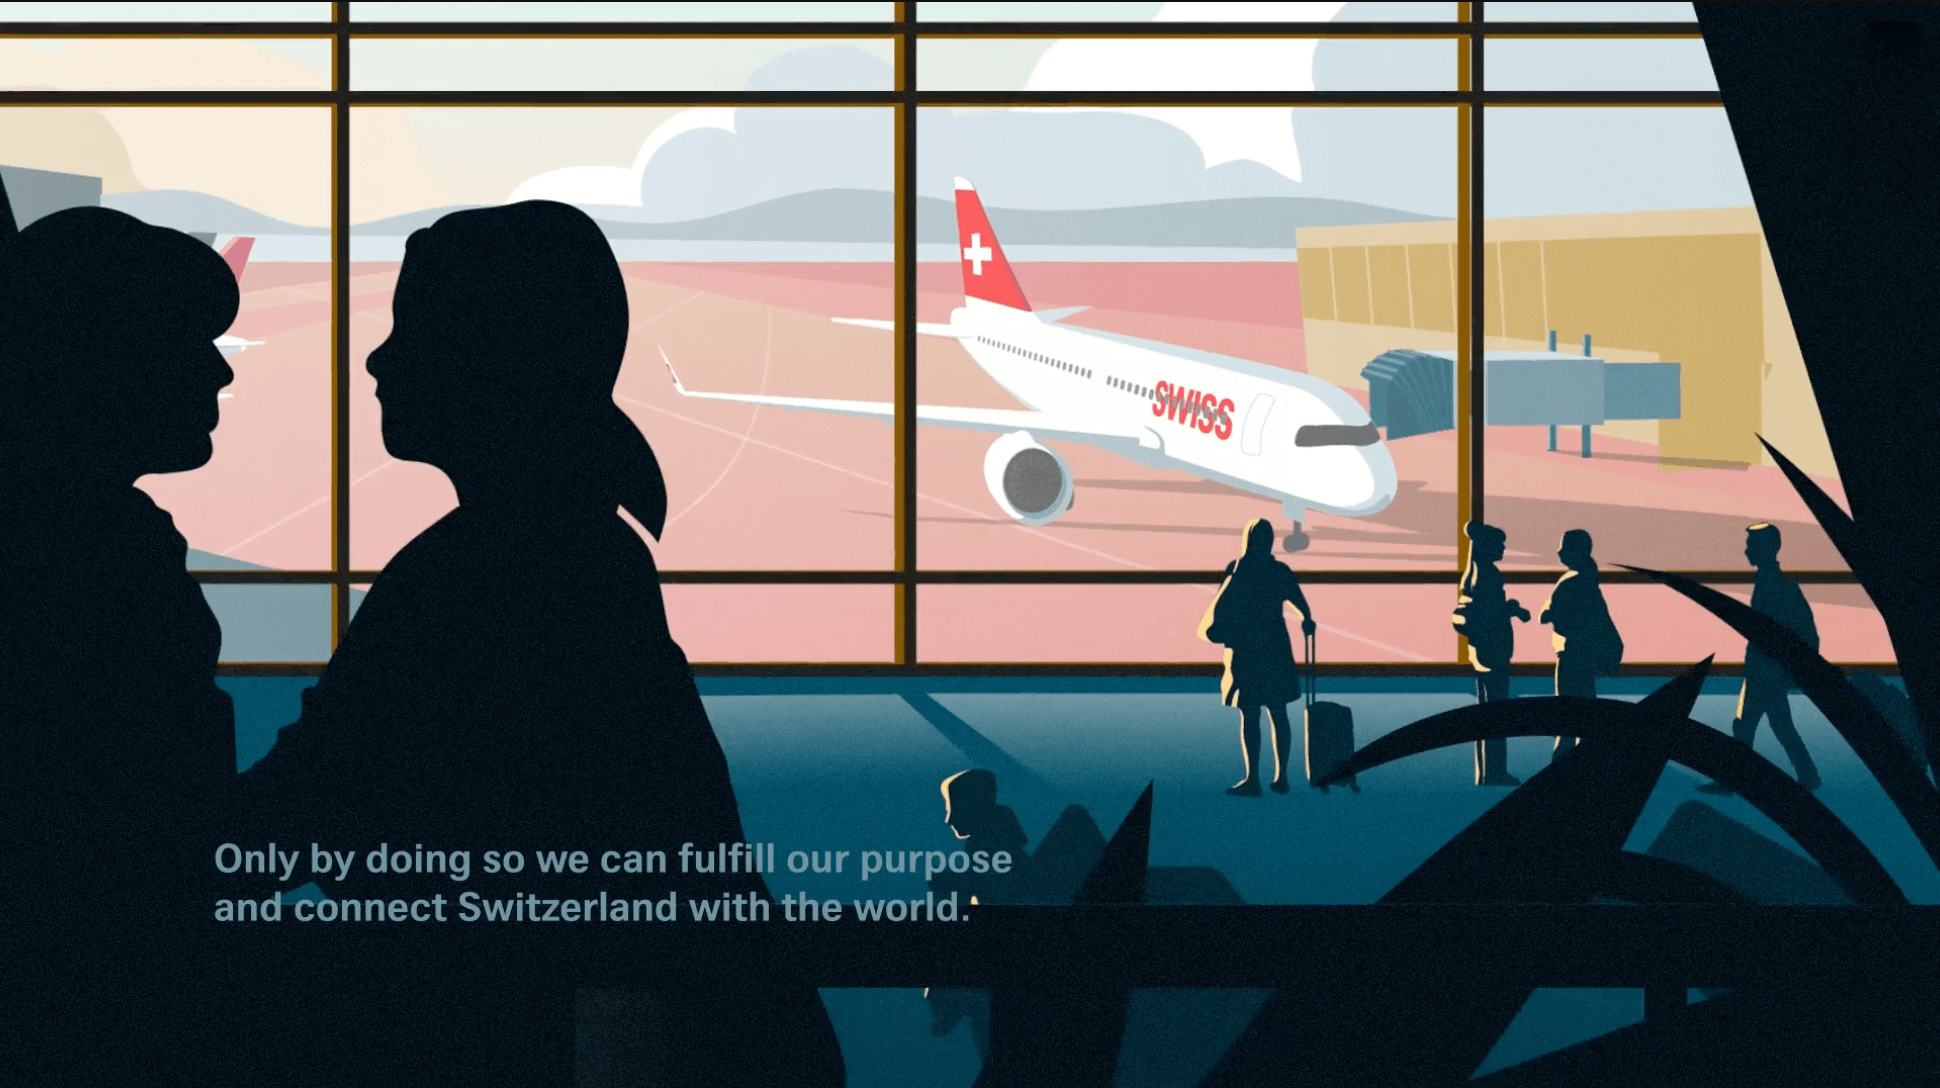 SWISS
Only by doing so we can fulfill our purpose
and connect Switzerland with the world.